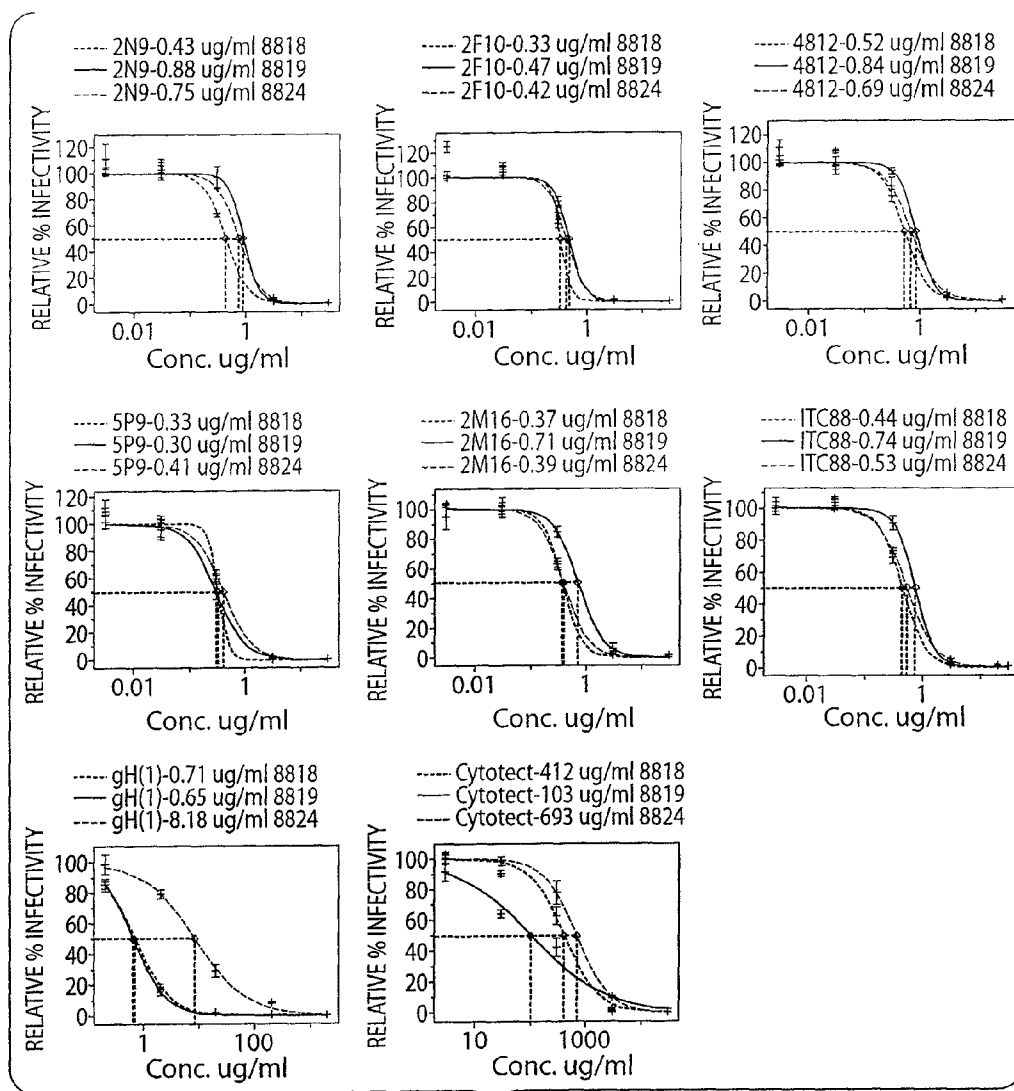 2N9-0.43 ug/ml 8818
2N9-0.88 ug/ml 8819
2N9-0.75 ug/ml 8824
RELATIVE % INFECTIVITY
120
100
80
60
40
20
0
0.01 1
Conc. ug/ml
2F10-0.33 ug/ml 8818
2F10-0.47 ug/ml 8819
2F10-0.42 ug/ml 8824
RELATIVE % INFECTIVITY
120
100
80
60
40
20
0
0.01 1
Conc. ug/ml
4812-0.52 ug/ml 8818
4812-0.84 ug/ml 8819
4812-0.69 ug/ml 8824
RELATIVE % INFECTIVITY
120
100
80
60
40
20
0
0.01 1
Conc. ug/ml
5P9-0.33 ug/ml 8818
5P9-0.30 ug/ml 8819
5P9-0.41 ug/ml 8824
RELATIVE % INFECTIVITY
120
100
80
60
40
20
0
0.01 1
Conc. ug/ml
2M16-0.37 ug/ml 8818
2M16-0.71 ug/ml 8819
2M16-0.39 ug/ml 8824
RELATIVE % INFECTIVITY
100
80
60
40
20
0
0.01 1
Conc. ug/ml
ITC88-0.44 ug/ml 8818
ITC88-0.74 ug/ml 8819
ITC88-0.53 ug/ml 8824
RELATIVE % INFECTIVITY
100
80
60
40
20
0
0.01 1
Conc. ug/ml
gH(1)-0.71 ug/ml 8818
gH(1)-0.65 ug/ml 8819
gH(1)-8.18 ug/ml 8824
RELATIVE % INFECTIVITY
100
80
60
40
20
0
1 100
Conc. ug/ml
Cytotect-412 ug/ml 8818
Cytotect-103 ug/ml 8819
Cytotect-693 ug/ml 8824
RELATIVE % INFECTIVITY
100
80
60
40
20
0
10 1000
Conc. ug/ml